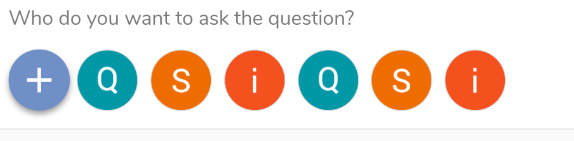 Who do you want to ask the question?
+ Q S i Q S i